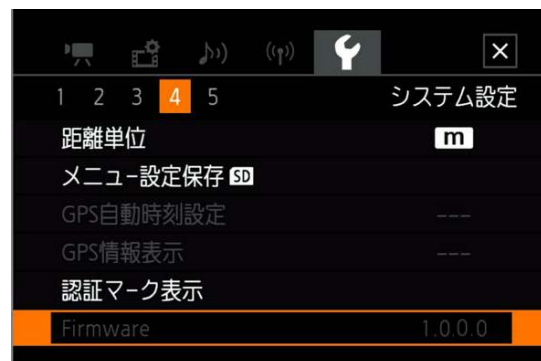 1 2 3 4 5 システム設定
距離単位 m
メニュー設定保存 SD
GPS自動時刻設定 ---
GPS情報表示 ---
認証マーク表示
Firmware 1.0.0.0